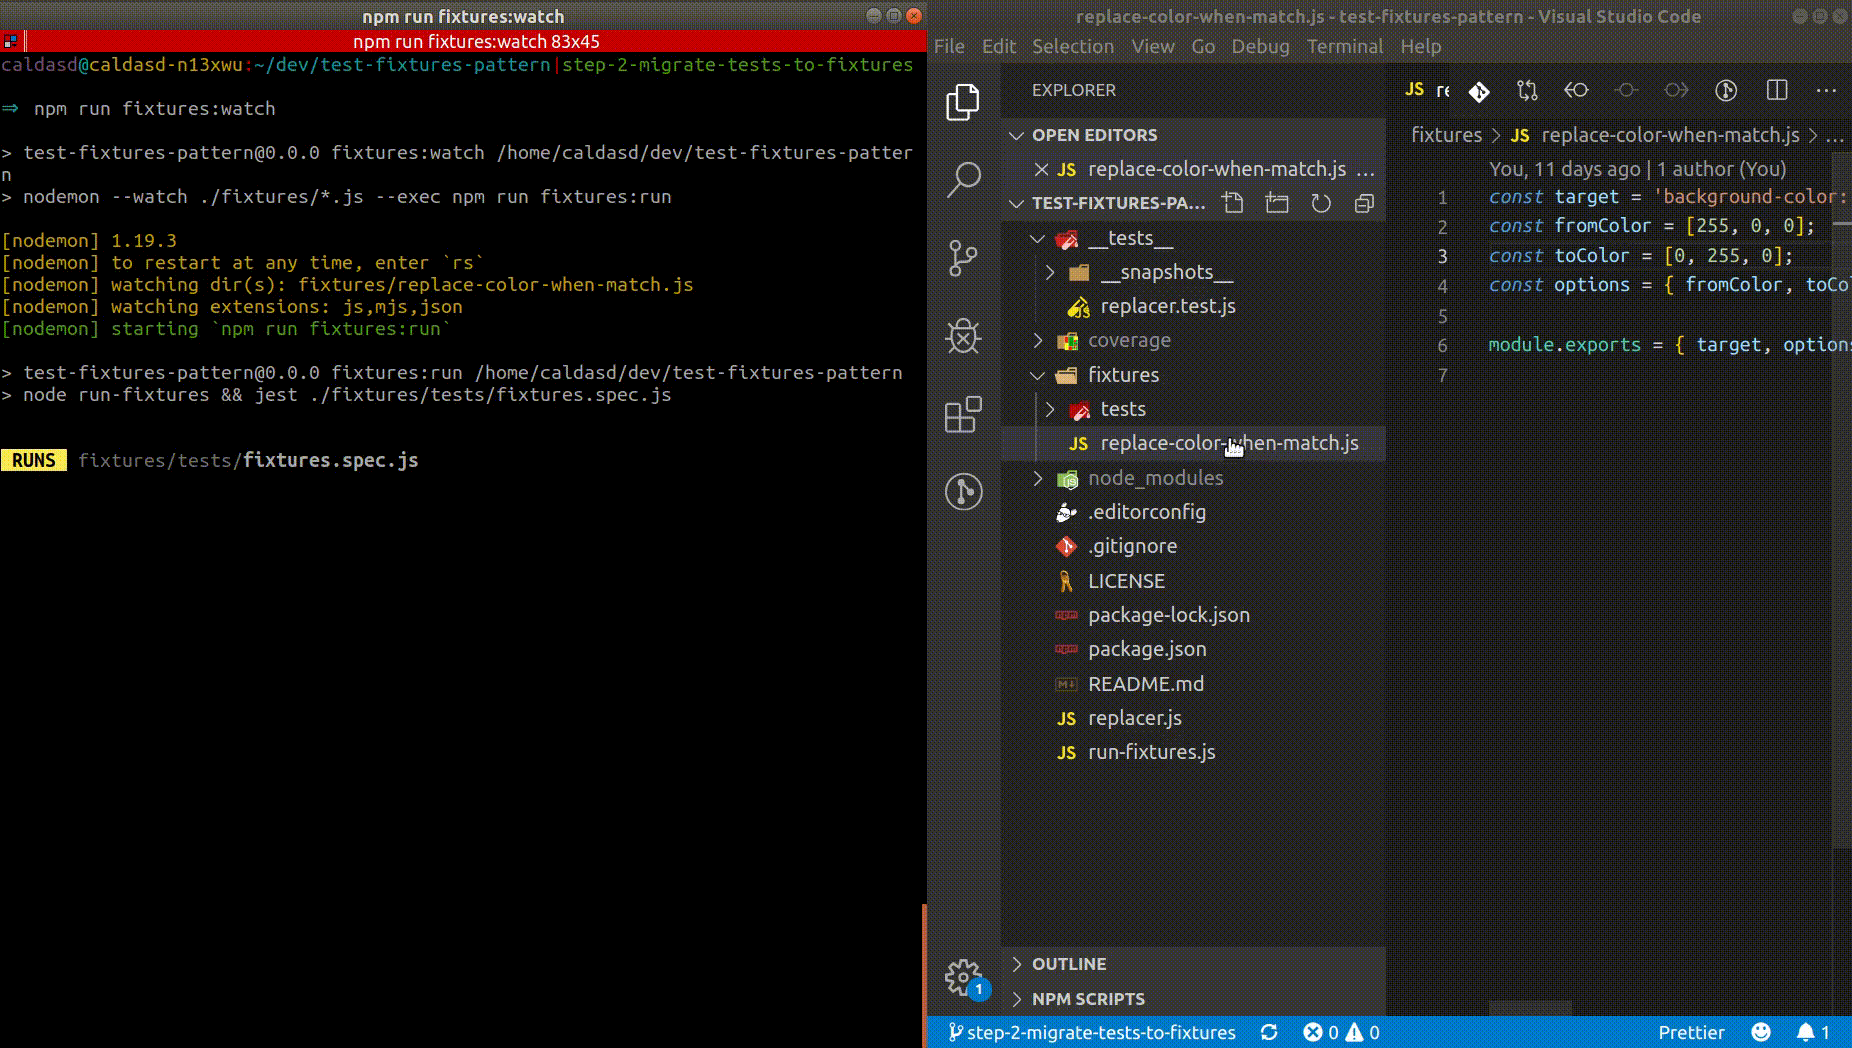 npm run fixtures:watch
npm run fixtures:watch 83x45
caldasd@caldasd-n13xwu:~/dev/test-fixtures-pattern|step-2-migrate-tests-to-fixtures
⇒ npm run fixtures:watch
> test-fixtures-pattern@0.0.0 fixtures:watch /home/caldasd/dev/test-fixtures-patter
n
> nodemon --watch ./fixtures/*.js --exec npm run fixtures:run
[nodemon] 1.19.3
[nodemon] to restart at any time, enter `rs`
[nodemon] watching dir(s): fixtures/replace-color-when-match.js
[nodemon] watching extensions: js,mjs,json
[nodemon] starting `npm run fixtures:run`
> test-fixtures-pattern@0.0.0 fixtures:run /home/caldasd/dev/test-fixtures-pattern
> node run-fixtures && jest ./fixtures/tests/fixtures.spec.js
RUNS fixtures/tests/fixtures.spec.js
replace-color-when-match.js - test-fixtures-pattern - Visual Studio Code
File Edit Selection View Go Debug Terminal Help
EXPLORER
OPEN EDITORS
JS replace-color-when-match.js ...
TEST-FIXTURES-PA...
__tests__
__snapshots__
replacer.test.js
coverage
fixtures
tests
JS replace-color-when-match.js
node_modules
.editorconfig
.gitignore
LICENSE
package-lock.json
package.json
README.md
JS replacer.js
JS run-fixtures.js
OUTLINE
NPM SCRIPTS
JS re
fixtures > JS replace-color-when-match.js > ...
You, 11 days ago | 1 author (You)
1 const target = 'background-color:
2 const fromColor = [255, 0, 0];
3 const toColor = [0, 255, 0];
4 const options = { fromColor, toCo
5
6 module.exports = { target, options
7
1
step-2-migrate-tests-to-fixtures 0 0 Prettier 1